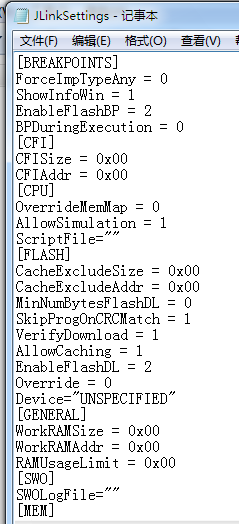 JLinkSettings - 记事本
文件(F) 编辑(E) 格式(O) 查看(V)
[BREAKPOINTS]
ForceImpTypeAny = 0
ShowInfoWin = 1
EnableFlashBP = 2
BPDuringExecution = 0
[CFI]
CFISize = 0x00
CFIAddr = 0x00
[CPU]
OverrideMemMap = 0
AllowSimulation = 1
ScriptFile=""
[FLASH]
CacheExcludeSize = 0x00
CacheExcludeAddr = 0x00
MinNumBytesFlashDL = 0
SkipProgOnCRCMatch = 1
VerifyDownload = 1
AllowCaching = 1
EnableFlashDL = 2
Override = 0
Device="UNSPECIFIED"
[GENERAL]
WorkRAMSize = 0x00
WorkRAMAddr = 0x00
RAMUsageLimit = 0x00
[SWO]
SWOLogFile=""
[MEM]